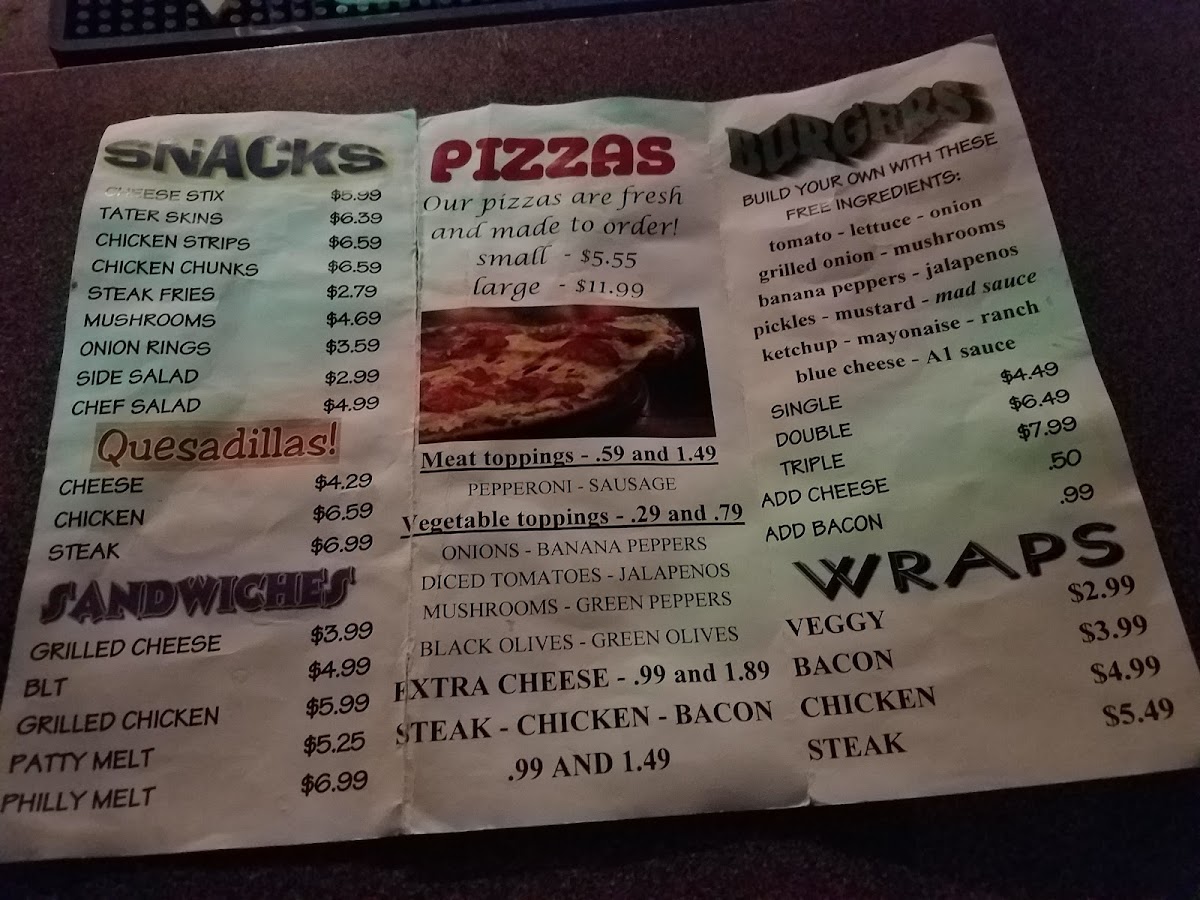 SNACKS
CHEESE STIX $5.99
TATER SKINS $6.39
CHICKEN STRIPS $6.59
CHICKEN CHUNKS $6.59
STEAK FRIES $2.79
MUSHROOMS $4.69
ONION RINGS $3.59
SIDE SALAD $2.99
CHEF SALAD $4.99
Quesadillas!
CHEESE $4.29
CHICKEN $6.59
STEAK $6.99
SANDWICHES
GRILLED CHEESE $3.99
BLT $4.99
GRILLED CHICKEN $5.99
PATTY MELT $5.25
PHILLY MELT $6.99
PIZZAS
Our pizzas are fresh
and made to order!
small - $5.55
large - $11.99
Meat toppings - .59 and 1.49
PEPPERONI - SAUSAGE
Vegetable toppings - .29 and .79
ONIONS - BANANA PEPPERS
DICED TOMATOES - JALAPENOS
MUSHROOMS - GREEN PEPPERS
BLACK OLIVES - GREEN OLIVES
EXTRA CHEESE - .99 and 1.89
STEAK - CHICKEN - BACON
.99 AND 1.49
BURGERS
BUILD YOUR OWN WITH THESE
FREE INGREDIENTS:
tomato - lettuce - onion
grilled onion - mushrooms
banana peppers - jalapenos
pickles - mustard - mad sauce
ketchup - mayonaise - ranch
blue cheese - A1 sauce
SINGLE $4.49
DOUBLE $6.49
TRIPLE $7.99
ADD CHEESE .50
ADD BACON .99
WRAPS
VEGGY $2.99
BACON $3.99
CHICKEN $4.99
STEAK $5.49